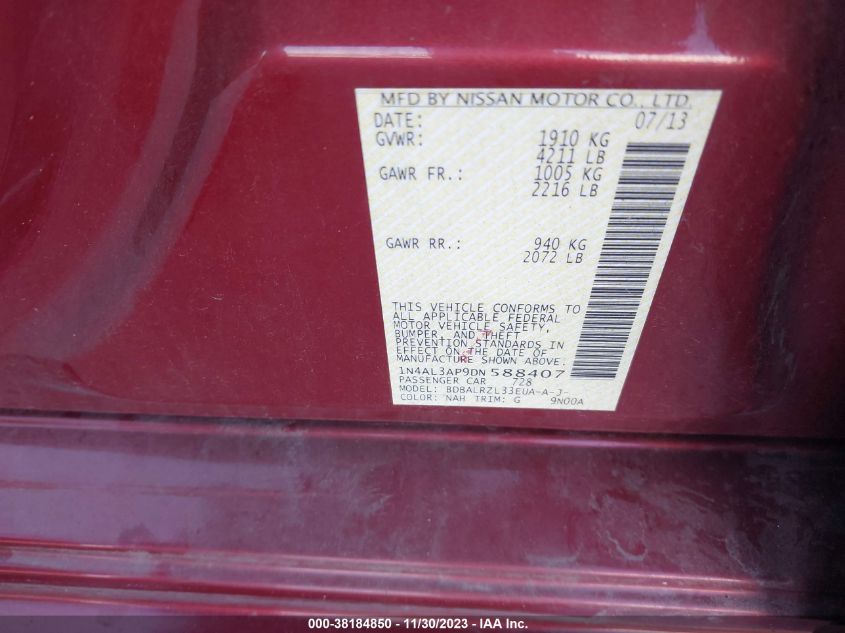 MFD BY NISSAN MOTOR CO., LTD.
DATE: 07/13
GVWR: 1910 KG
4211 LB
GAWR FR.: 1005 KG
2216 LB
GAWR RR.: 940 KG
2072 LB
THIS VEHICLE CONFORMS TO
ALL APPLICABLE FEDERAL
MOTOR VEHICLE SAFETY,
BUMPER, AND THEFT
PREVENTION STANDARDS IN
EFFECT ON THE DATE OF
MANUFACTURE SHOWN ABOVE.
1N4AL3AP9DN 588407
PASSENGER CAR 728
MODEL: BDBALRZL33EUA-A-J-
COLOR: NAH TRIM: G 9N00A
000-38184850 - 11/30/2023 - IAA Inc.